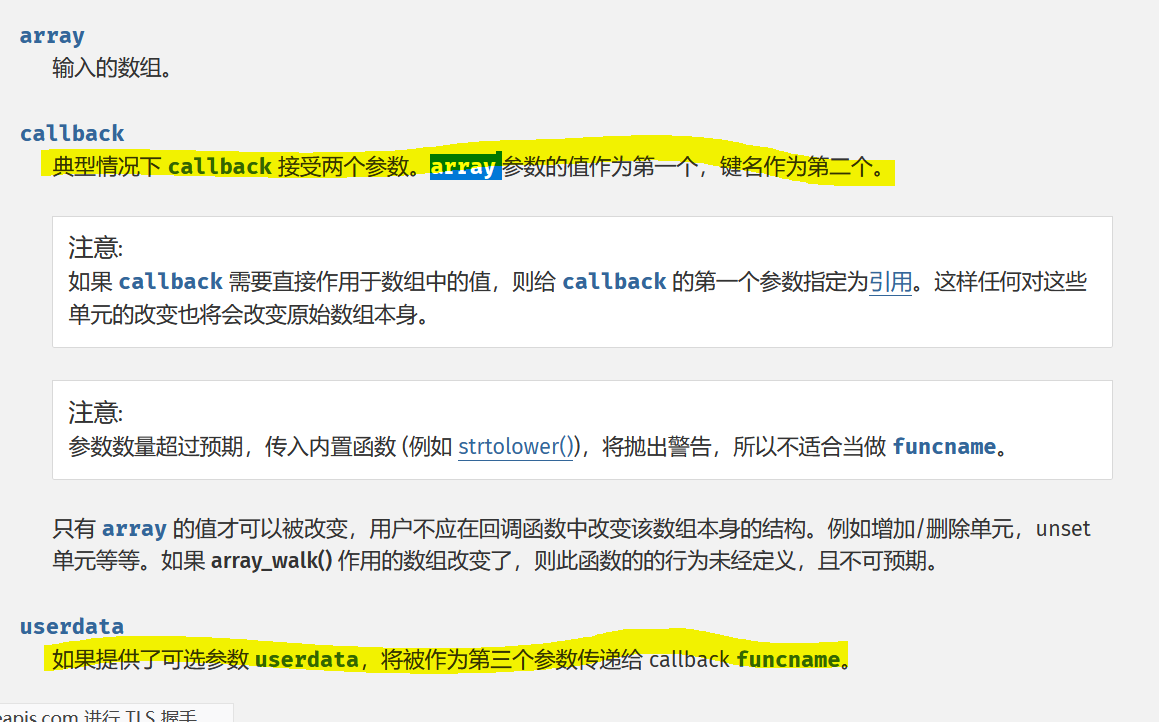 array
输入的数组。
callback
典型情况下 callback 接受两个参数。array 参数的值作为第一个，键名作为第二个。
注意:
如果 callback 需要直接作用于数组中的值，则给 callback 的第一个参数指定为引用。这样任何对这些
单元的改变也将会改变原始数组本身。
注意:
参数数量超过预期，传入内置函数 (例如 strtolower())，将抛出警告，所以不适合当做 funcname。
只有 array 的值才可以被改变，用户不应在回调函数中改变该数组本身的结构。例如增加/删除单元，unset
单元等等。如果 array_walk() 作用的数组改变了，则此函数的的行为未经定义，且不可预期。
userdata
如果提供了可选参数 userdata，将被作为第三个参数传递给 callback funcname。
eapis.com 进行 TLS 握手